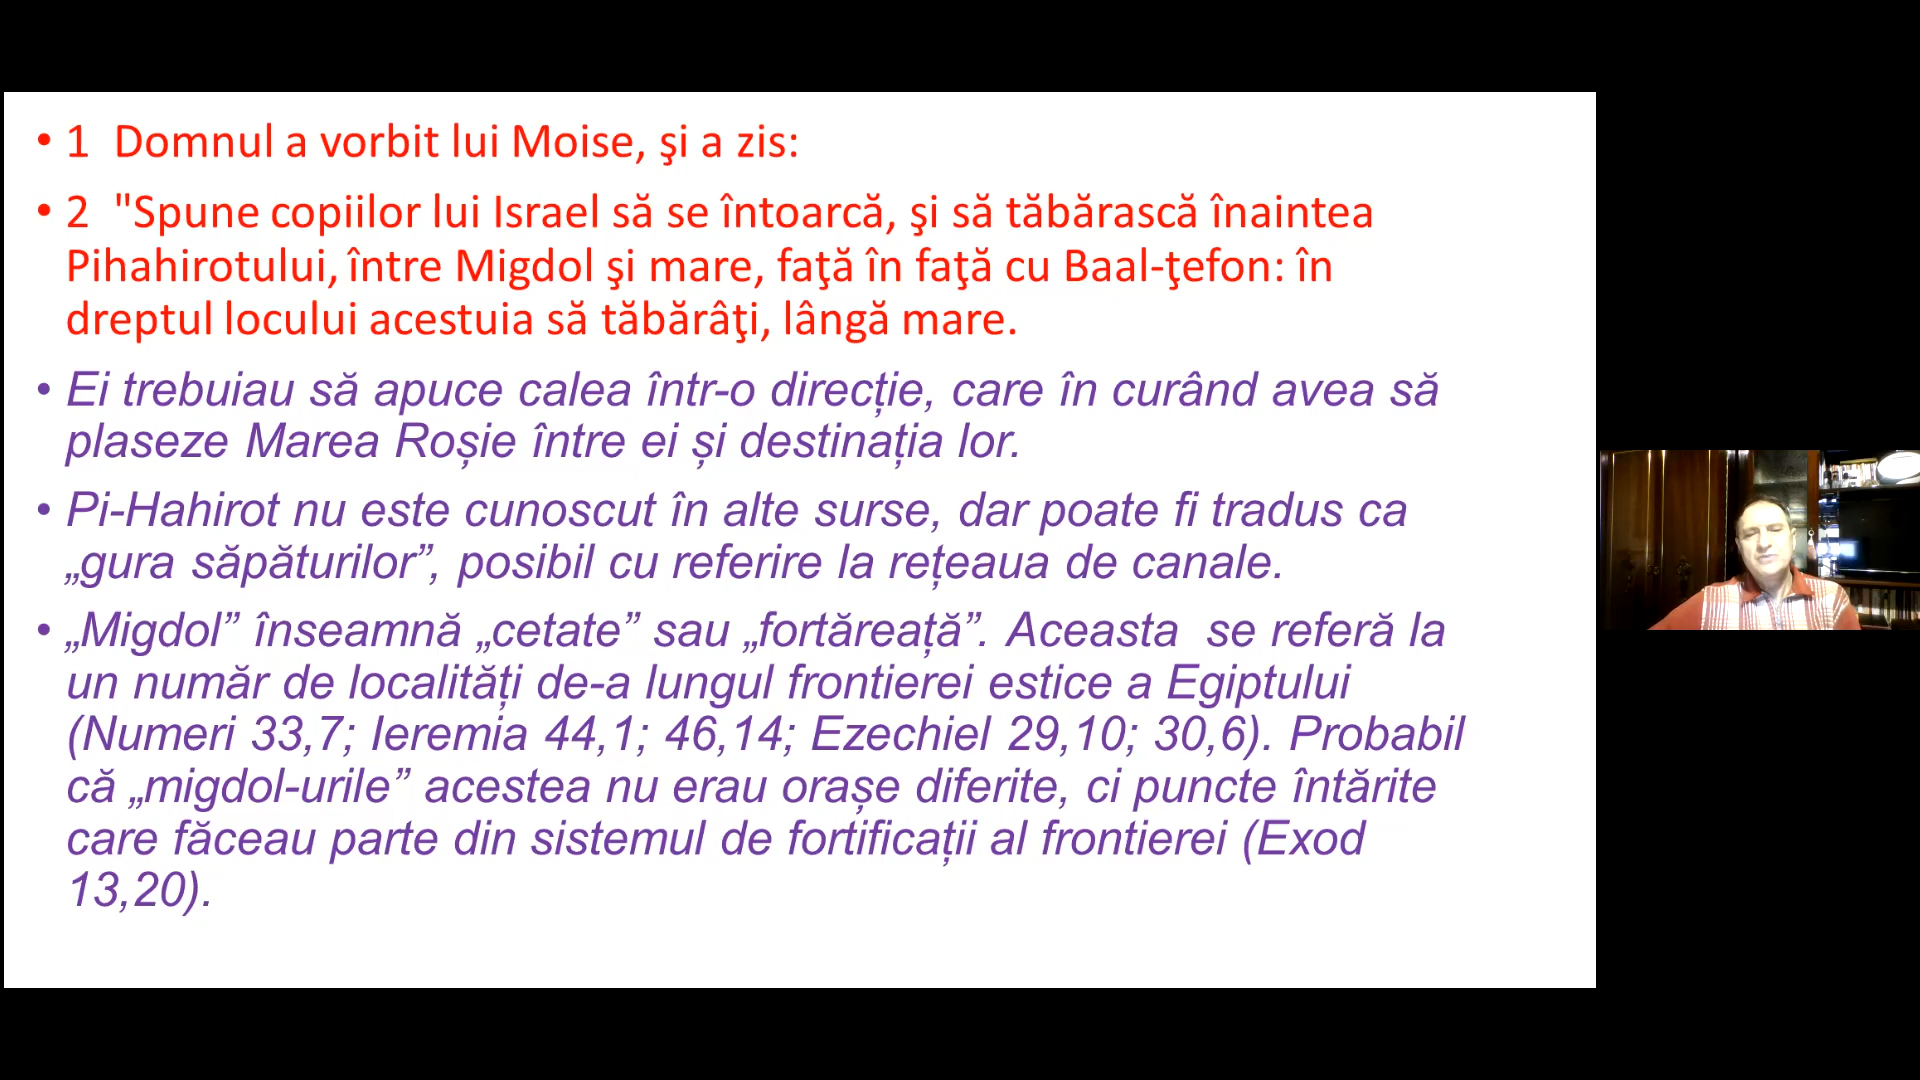 • 1 Domnul a vorbit lui Moise, şi a zis:
• 2 "Spune copiilor lui Israel să se întoarcă, şi să tăbărască înaintea
Pihahirotului, între Migdol şi mare, faţă în faţă cu Baal-ţefon: în
dreptul locului acestuia să tăbărâţi, lângă mare.
• Ei trebuiau să apuce calea într-o direcție, care în curând avea să
plaseze Marea Roșie între ei și destinația lor.
• Pi-Hahirot nu este cunoscut în alte surse, dar poate fi tradus ca
„gura săpăturilor”, posibil cu referire la rețeaua de canale.
• „Migdol” înseamnă „cetate” sau „fortăreață”. Aceasta se referă la
un număr de localități de-a lungul frontierei estice a Egiptului
(Numeri 33,7; Ieremia 44,1; 46,14; Ezechiel 29,10; 30,6). Probabil
că „migdol-urile” acestea nu erau orașe diferite, ci puncte întărite
care făceau parte din sistemul de fortificații al frontierei (Exod
13,20).